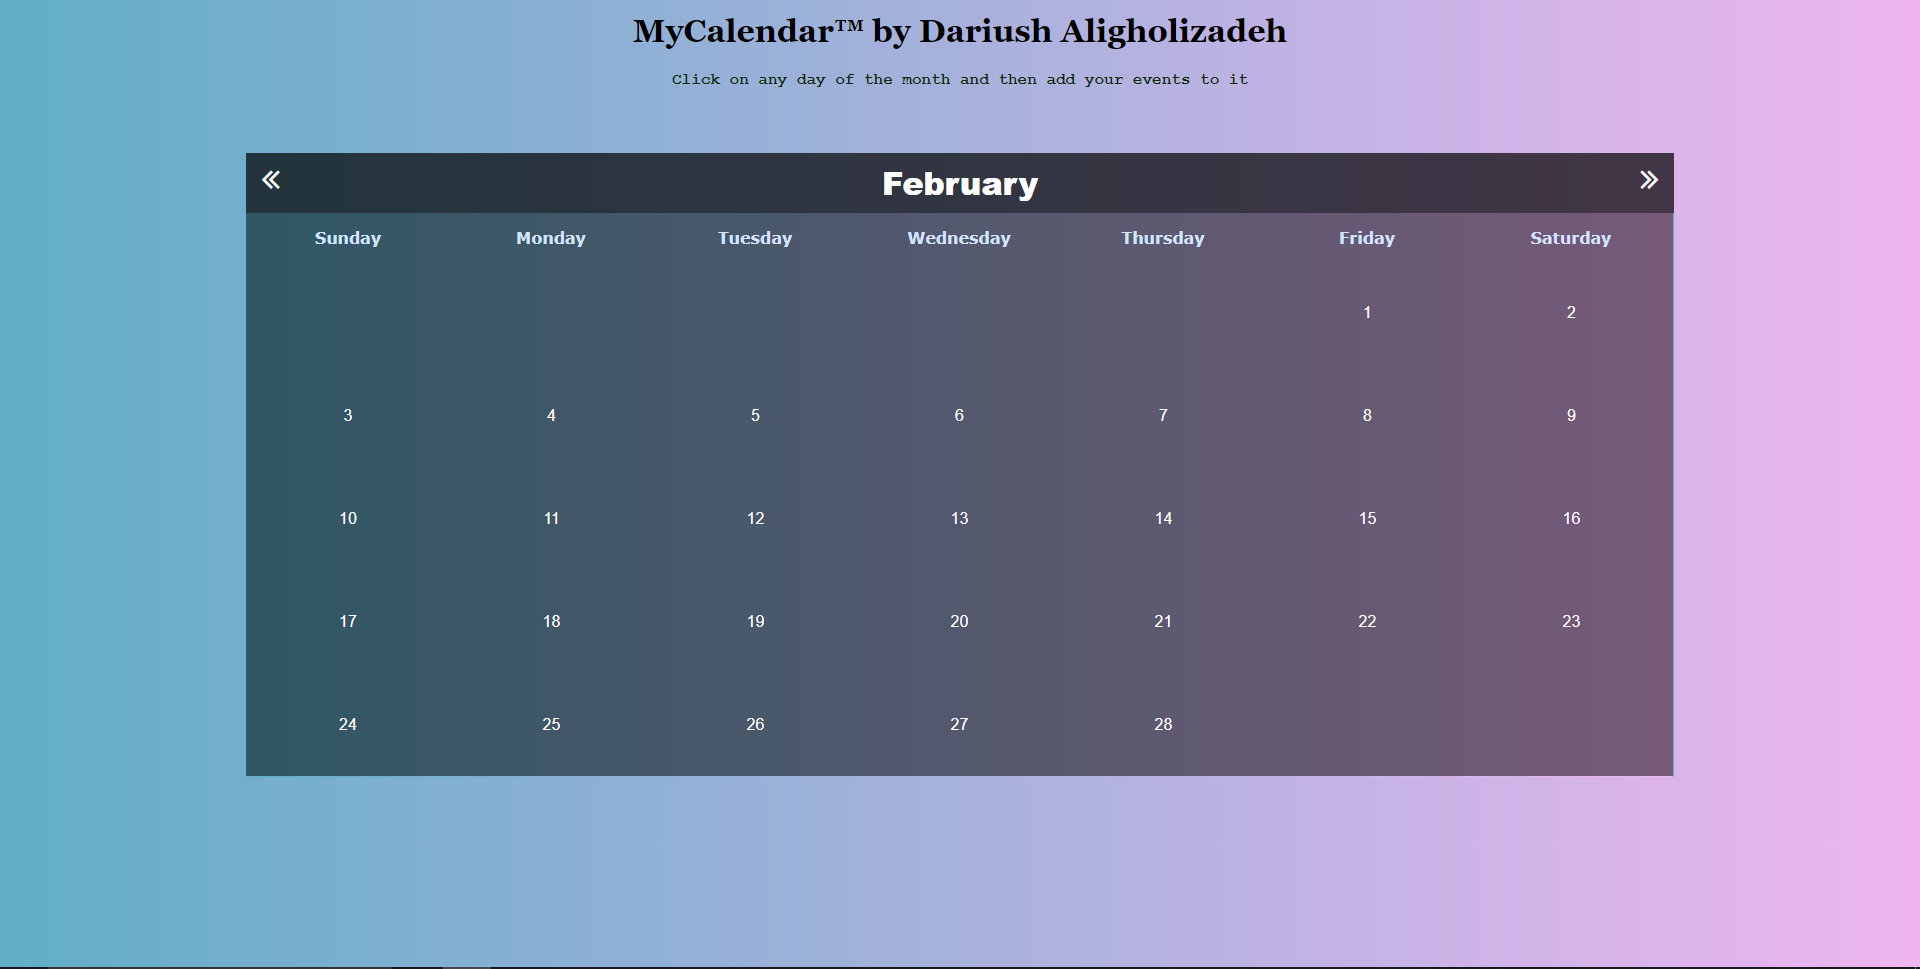 MyCalendar™ by Dariush Aligholizadeh
Click on any day of the month and then add your events to it
« February »
Sunday Monday Tuesday Wednesday Thursday Friday Saturday
1 2
3 4 5 6 7 8 9
10 11 12 13 14 15 16
17 18 19 20 21 22 23
24 25 26 27 28